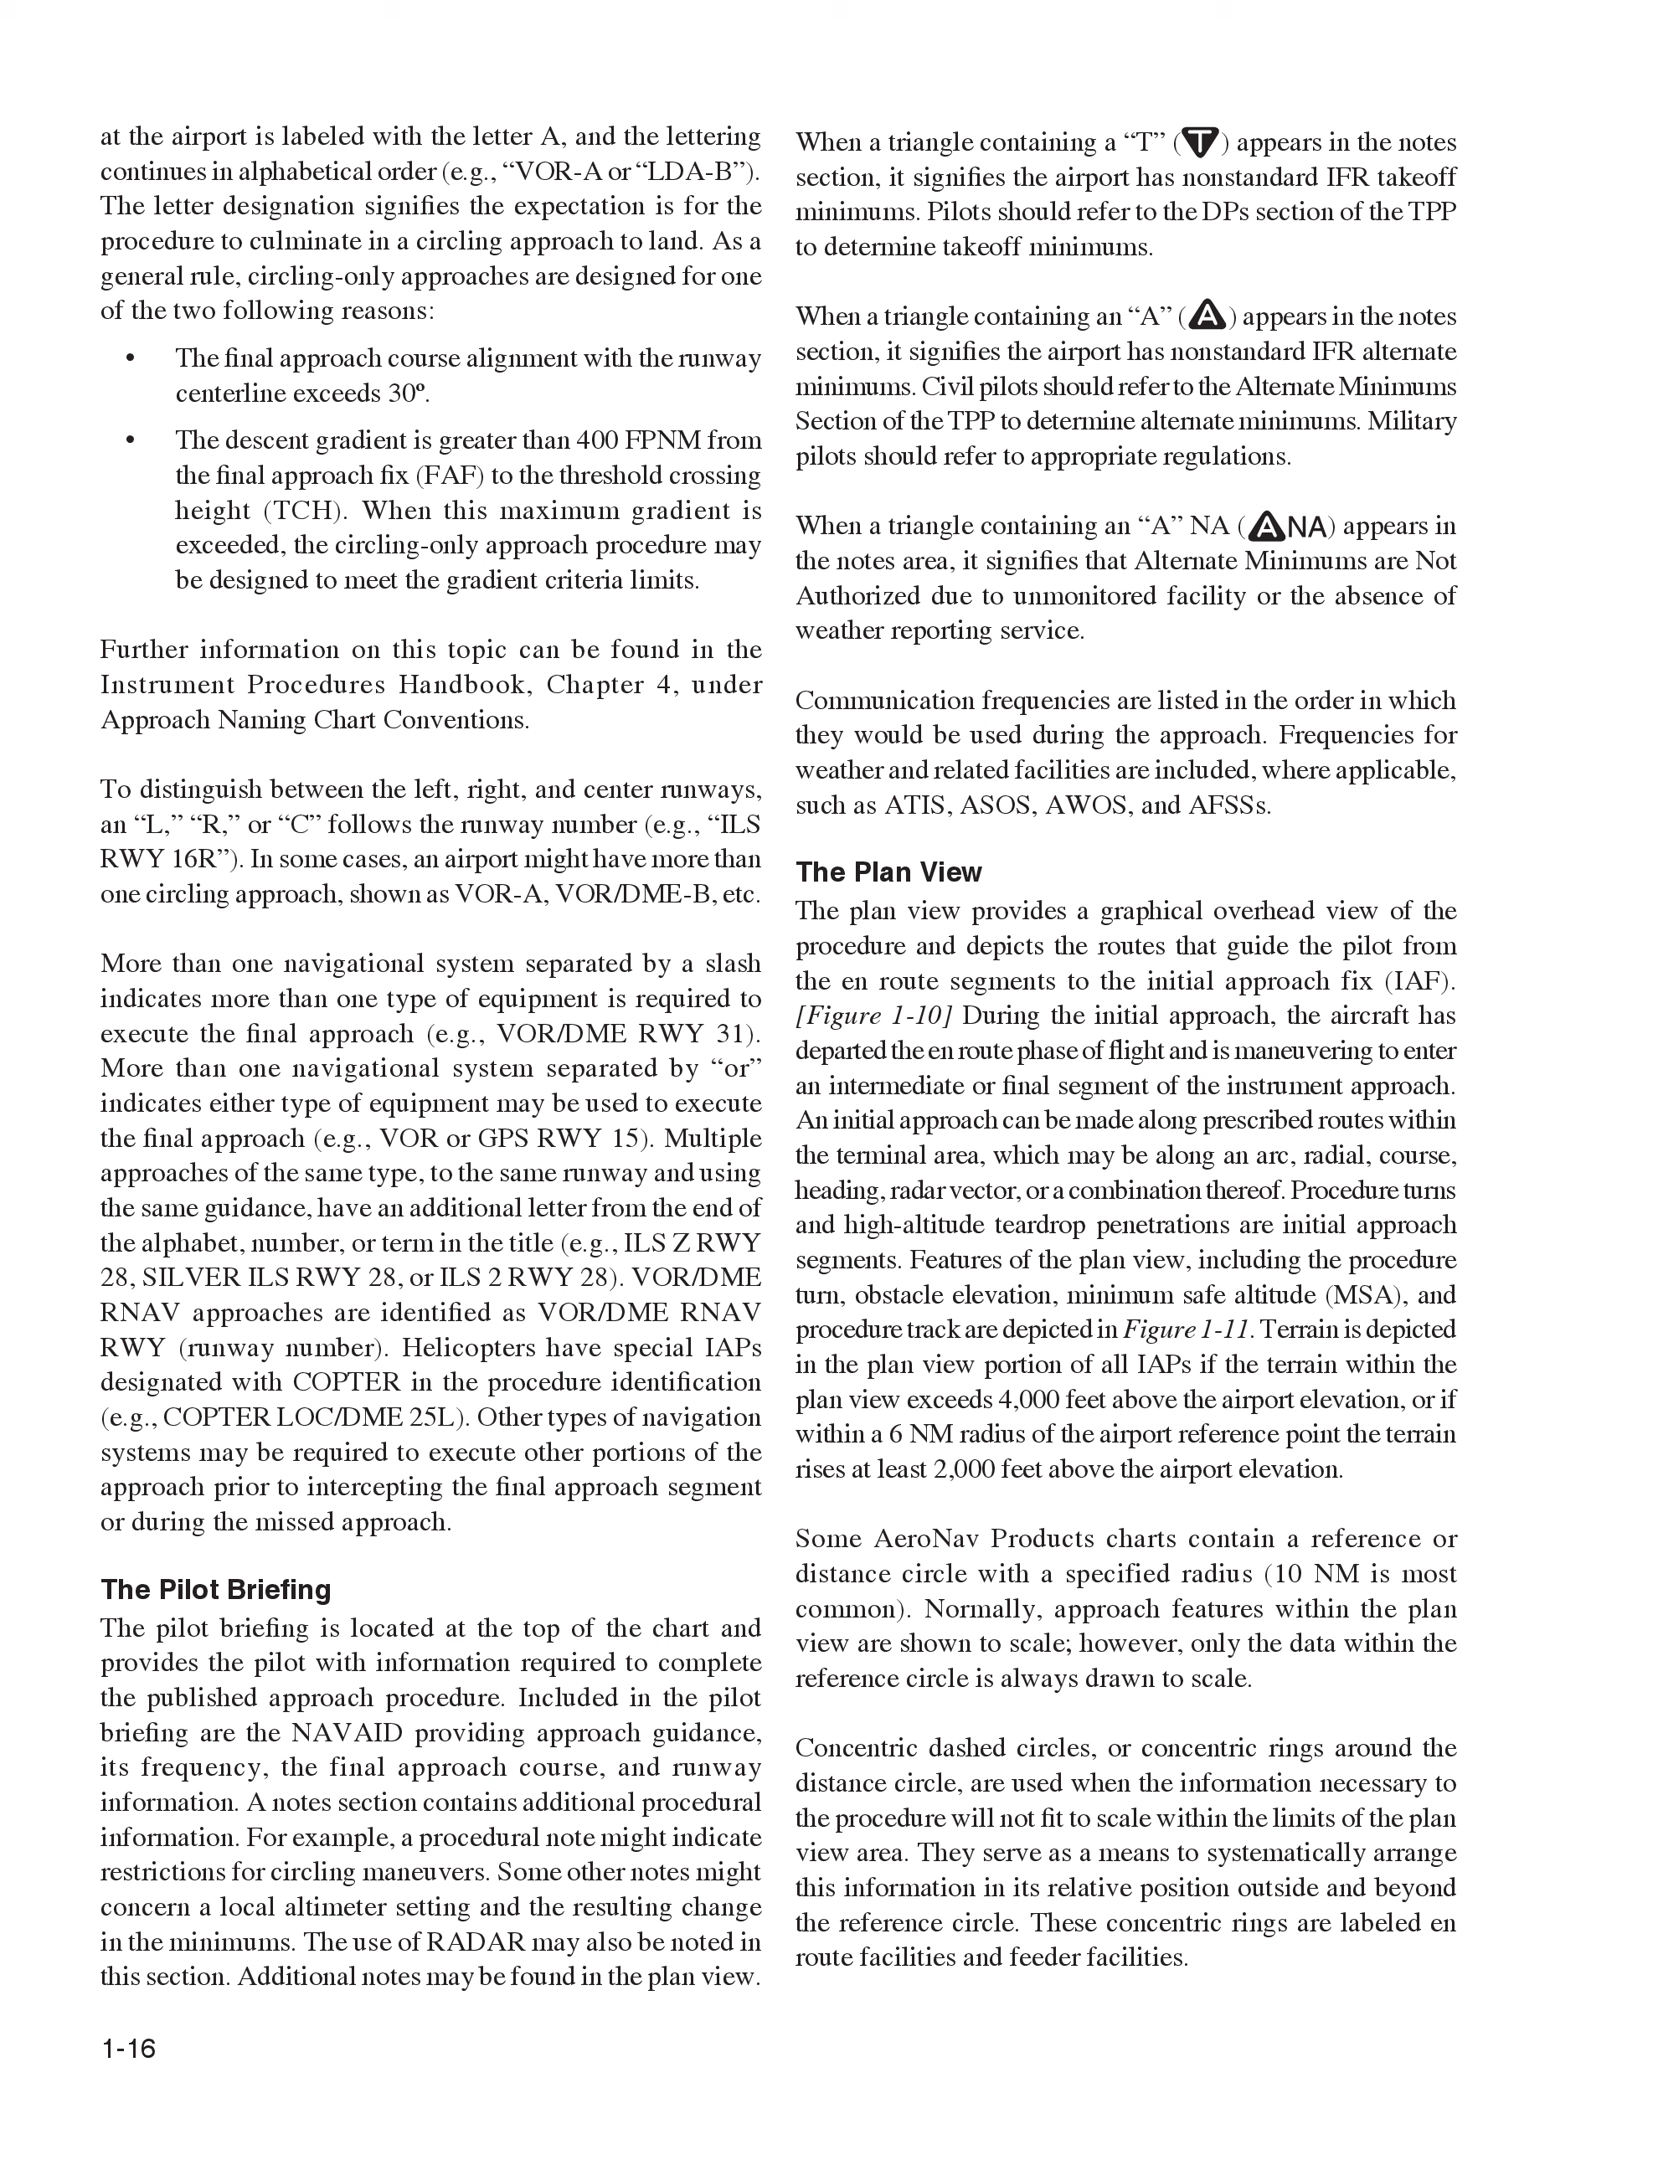 at the airport is labeled with the letter A, and the lettering
continues in alphabetical order (e.g., “VOR-A or “LDA-B”).
The letter designation signifies the expectation is for the
procedure to culminate in a circling approach to land. As a
general rule, circling-only approaches are designed for one
of the two following reasons:
• The final approach course alignment with the runway
centerline exceeds 30º.
• The descent gradient is greater than 400 FPNM from
the final approach fix (FAF) to the threshold crossing
height (TCH). When this maximum gradient is
exceeded, the circling-only approach procedure may
be designed to meet the gradient criteria limits.
Further information on this topic can be found in the
Instrument Procedures Handbook, Chapter 4, under
Approach Naming Chart Conventions.
To distinguish between the left, right, and center runways,
an “L,” “R,” or “C” follows the runway number (e.g., “ILS
RWY 16R”). In some cases, an airport might have more than
one circling approach, shown as VOR-A, VOR/DME-B, etc.
More than one navigational system separated by a slash
indicates more than one type of equipment is required to
execute the final approach (e.g., VOR/DME RWY 31).
More than one navigational system separated by “or”
indicates either type of equipment may be used to execute
the final approach (e.g., VOR or GPS RWY 15). Multiple
approaches of the same type, to the same runway and using
the same guidance, have an additional letter from the end of
the alphabet, number, or term in the title (e.g., ILS Z RWY
28, SILVER ILS RWY 28, or ILS 2 RWY 28). VOR/DME
RNAV approaches are identified as VOR/DME RNAV
RWY (runway number). Helicopters have special IAPs
designated with COPTER in the procedure identification
(e.g., COPTER LOC/DME 25L). Other types of navigation
systems may be required to execute other portions of the
approach prior to intercepting the final approach segment
or during the missed approach.
The Pilot Briefing
The pilot briefing is located at the top of the chart and
provides the pilot with information required to complete
the published approach procedure. Included in the pilot
briefing are the NAVAID providing approach guidance,
its frequency, the final approach course, and runway
information. A notes section contains additional procedural
information. For example, a procedural note might indicate
restrictions for circling maneuvers. Some other notes might
concern a local altimeter setting and the resulting change
in the minimums. The use of RADAR may also be noted in
this section. Additional notes may be found in the plan view.
When a triangle containing a “T” (T) appears in the notes
section, it signifies the airport has nonstandard IFR takeoff
minimums. Pilots should refer to the DPs section of the TPP
to determine takeoff minimums.
When a triangle containing an “A” (A) appears in the notes
section, it signifies the airport has nonstandard IFR alternate
minimums. Civil pilots should refer to the Alternate Minimums
Section of the TPP to determine alternate minimums. Military
pilots should refer to appropriate regulations.
When a triangle containing an “A” NA (A NA) appears in
the notes area, it signifies that Alternate Minimums are Not
Authorized due to unmonitored facility or the absence of
weather reporting service.
Communication frequencies are listed in the order in which
they would be used during the approach. Frequencies for
weather and related facilities are included, where applicable,
such as ATIS, ASOS, AWOS, and AFSSs.
The Plan View
The plan view provides a graphical overhead view of the
procedure and depicts the routes that guide the pilot from
the en route segments to the initial approach fix (IAF).
[Figure 1-10] During the initial approach, the aircraft has
departed the en route phase of flight and is maneuvering to enter
an intermediate or final segment of the instrument approach.
An initial approach can be made along prescribed routes within
the terminal area, which may be along an arc, radial, course,
heading, radar vector, or a combination thereof. Procedure turns
and high-altitude teardrop penetrations are initial approach
segments. Features of the plan view, including the procedure
turn, obstacle elevation, minimum safe altitude (MSA), and
procedure track are depicted in Figure 1-11. Terrain is depicted
in the plan view portion of all IAPs if the terrain within the
plan view exceeds 4,000 feet above the airport elevation, or if
within a 6 NM radius of the airport reference point the terrain
rises at least 2,000 feet above the airport elevation.
Some AeroNav Products charts contain a reference or
distance circle with a specified radius (10 NM is most
common). Normally, approach features within the plan
view are shown to scale; however, only the data within the
reference circle is always drawn to scale.
Concentric dashed circles, or concentric rings around the
distance circle, are used when the information necessary to
the procedure will not fit to scale within the limits of the plan
view area. They serve as a means to systematically arrange
this information in its relative position outside and beyond
the reference circle. These concentric rings are labeled en
route facilities and feeder facilities.
1-16